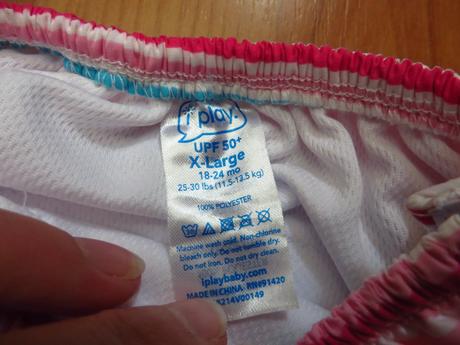 i play.
UPF 50+
X-Large
18-24 mo
25-30 lbs (11.5-13.5 kg)
100% POLYESTER
Machine wash cold. Non-chlorine
bleach only. Do not tumble dry.
Do not iron. Do not dry clean.
iplaybaby.com
MADE IN CHINA RN#91420
S214V00149